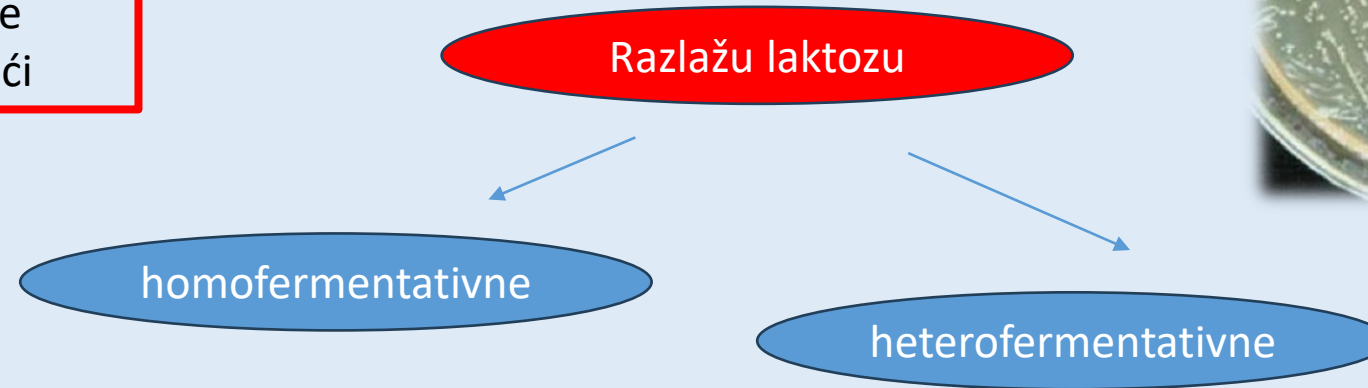 e
ći
Razlažu laktozu
homofermentativne
heterofermentativne